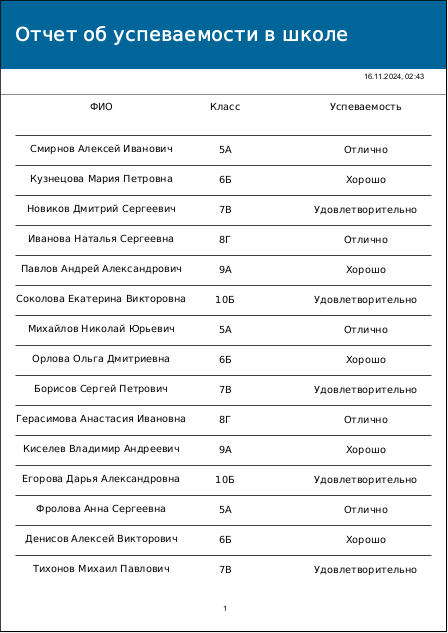 Отчет об успеваемости в школе
16.11.2024, 02:43
ФИО Класс Успеваемость
Смирнов Алексей Иванович 5А Отлично
Кузнецова Мария Петровна 6Б Хорошо
Новиков Дмитрий Сергеевич 7В Удовлетворительно
Иванова Наталья Сергеевна 8Г Отлично
Павлов Андрей Александрович 9А Хорошо
Соколова Екатерина Викторовна 10Б Удовлетворительно
Михайлов Николай Юрьевич 5А Отлично
Орлова Ольга Дмитриевна 6Б Хорошо
Борисов Сергей Петрович 7В Удовлетворительно
Герасимова Анастасия Ивановна 8Г Отлично
Киселев Владимир Андреевич 9А Хорошо
Егорова Дарья Александровна 10Б Удовлетворительно
Фролова Анна Сергеевна 5А Отлично
Денисов Алексей Викторович 6Б Хорошо
Тихонов Михаил Павлович 7В Удовлетворительно
1